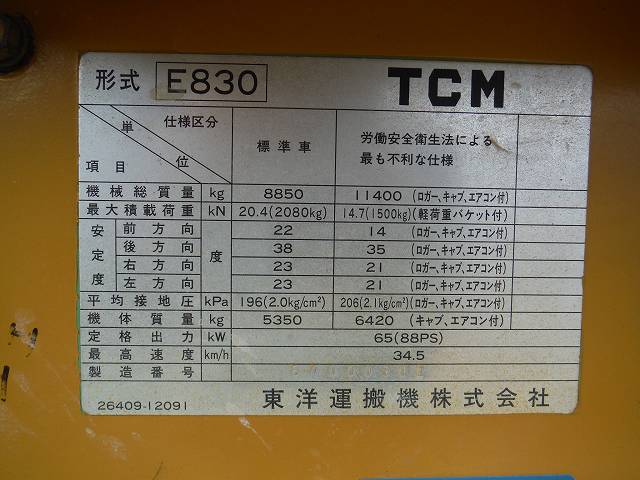 形式 E830 TCM
単位 仕様区分 項目 標準車 労働安全衛生法による
最も不利な仕様
機械総質量 kg 8850 11400 (ロガー、キャブ、エアコン付)
最大積載荷重 kN 20.4(2080kg) 14.7(1500kg)(軽荷重バケット付)
安定度 前方向 度 22 14 (ロガー、キャブ、エアコン付)
後方向 38 35 (ロガー、キャブ、エアコン付)
右方向 23 21 (ロガー、キャブ、エアコン付)
左方向 23 21 (ロガー、キャブ、エアコン付)
平均接地圧 kPa 196(2.0kg/cm²) 206(2.1kg/cm²)(ロガー、キャブ、エアコン付)
機体質量 kg 5350 6420 (キャブ、エアコン付)
定格出力 kW 65(88PS)
最高速度 km/h 34.5
製造番号
26409-12091 東洋運搬機株式会社